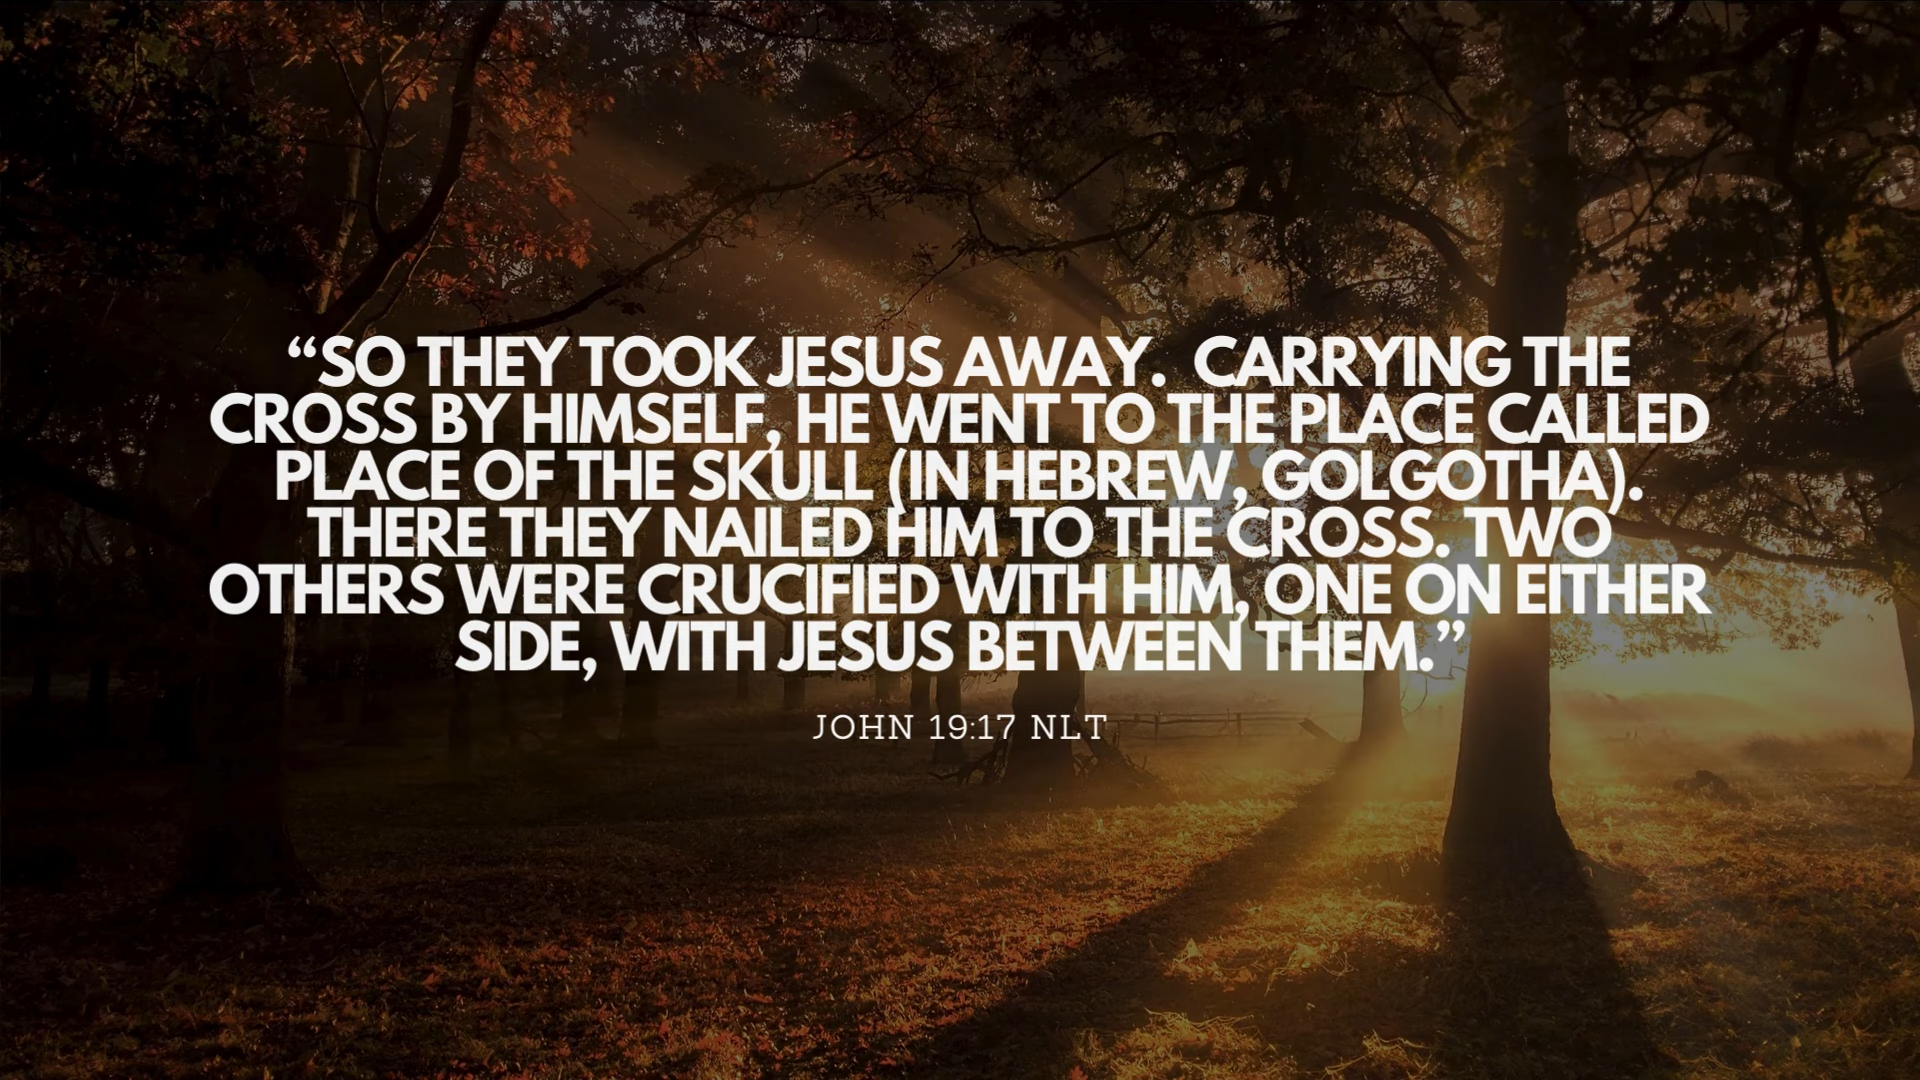 “SO THEY TOOK JESUS AWAY.  CARRYING THE
CROSS BY HIMSELF, HE WENT TO THE PLACE CALLED
PLACE OF THE SKULL (IN HEBREW, GOLGOTHA).
THERE THEY NAILED HIM TO THE CROSS. TWO
OTHERS WERE CRUCIFIED WITH HIM, ONE ON EITHER
SIDE, WITH JESUS BETWEEN THEM.”
JOHN 19:17 NLT